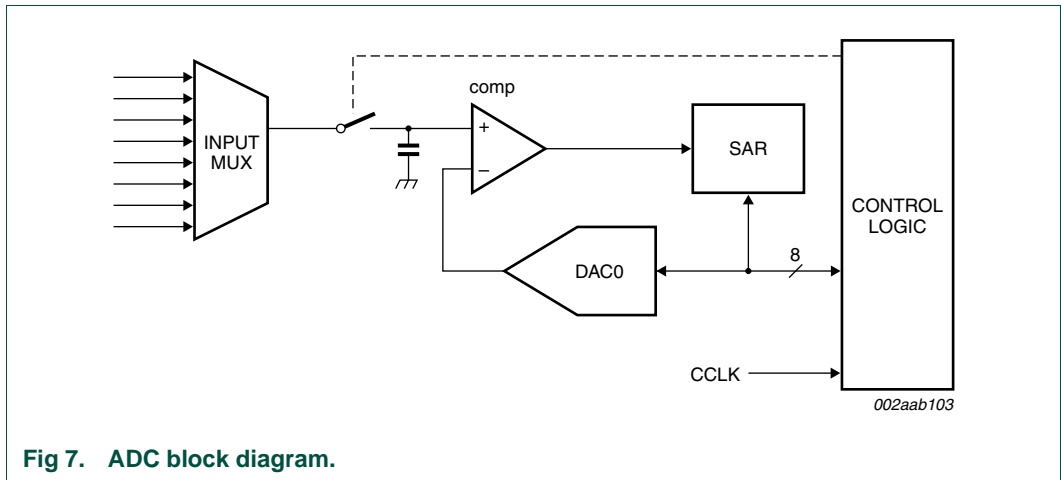 comp
+
INPUT
MUX
SAR
–
CONTROL
LOGIC
8
DAC0
CCLK
002aab103
Fig 7. ADC block diagram.